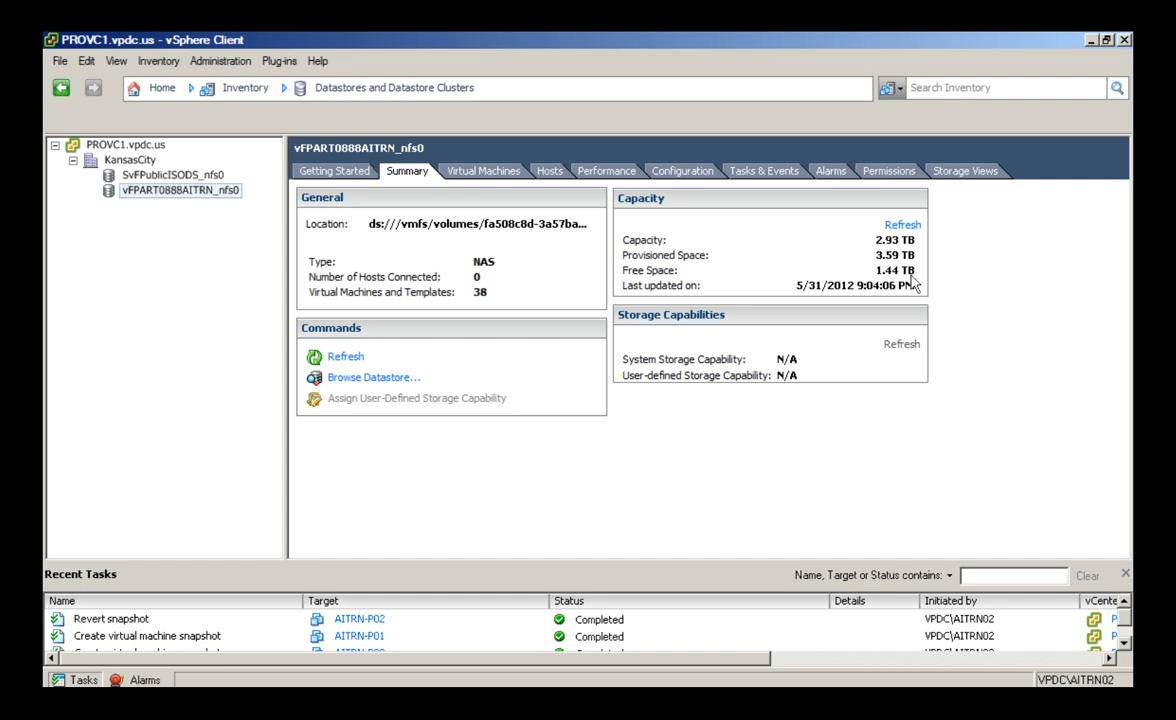 PROVC1.vpdc.us - vSphere Client
File Edit View Inventory Administration Plug-ins Help
Home Inventory Datastores and Datastore Clusters Search Inventory
PROVC1.vpdc.us
KansasCity
SvFPublicISODS_nfs0
vFPART0888AITRN_nfs0
vFPART0888AITRN_nfs0
Getting Started Summary Virtual Machines Hosts Performance Configuration Tasks & Events Alarms Permissions Storage Views
General
Location: ds:///vmfs/volumes/fa508c8d-3a57ba...
Type: NAS
Number of Hosts Connected: 0
Virtual Machines and Templates: 38
Commands
Refresh
Browse Datastore...
Assign User-Defined Storage Capability
Capacity
Refresh
Capacity: 2.93 TB
Provisioned Space: 3.59 TB
Free Space: 1.44 TB
Last updated on: 5/31/2012 9:04:06 PM
Storage Capabilities
Refresh
System Storage Capability: N/A
User-defined Storage Capability: N/A
Recent Tasks Name, Target or Status contains: Clear
Name Target Status Details Initiated by vCente
Revert snapshot AITRN-P02 Completed VPDC\AITRN02 P
Create virtual machine snapshot AITRN-P01 Completed VPDC\AITRN02 P
Tasks Alarms VPDC\AITRN02